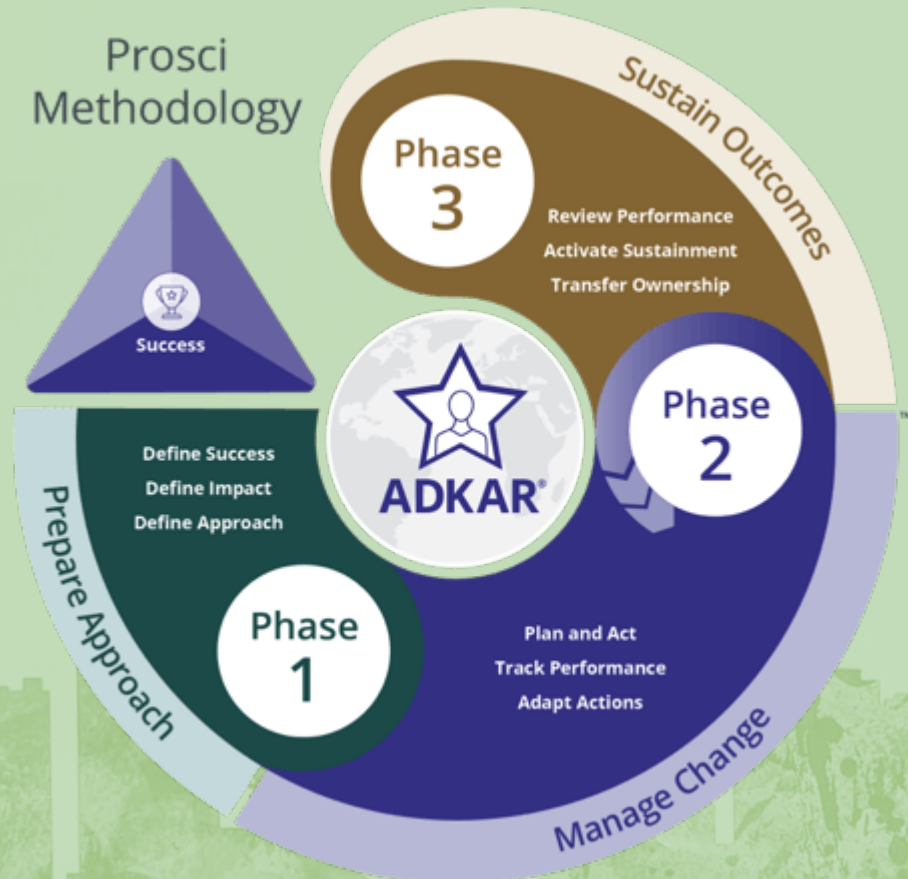 Prosci
Methodology
Success
Prepare Approach
Define Success
Define Impact
Define Approach
Phase
1
ADKAR®
Phase
2
Plan and Act
Track Performance
Adapt Actions
Manage Change
Phase
3
Review Performance
Activate Sustainment
Transfer Ownership
Sustain Outcomes
™